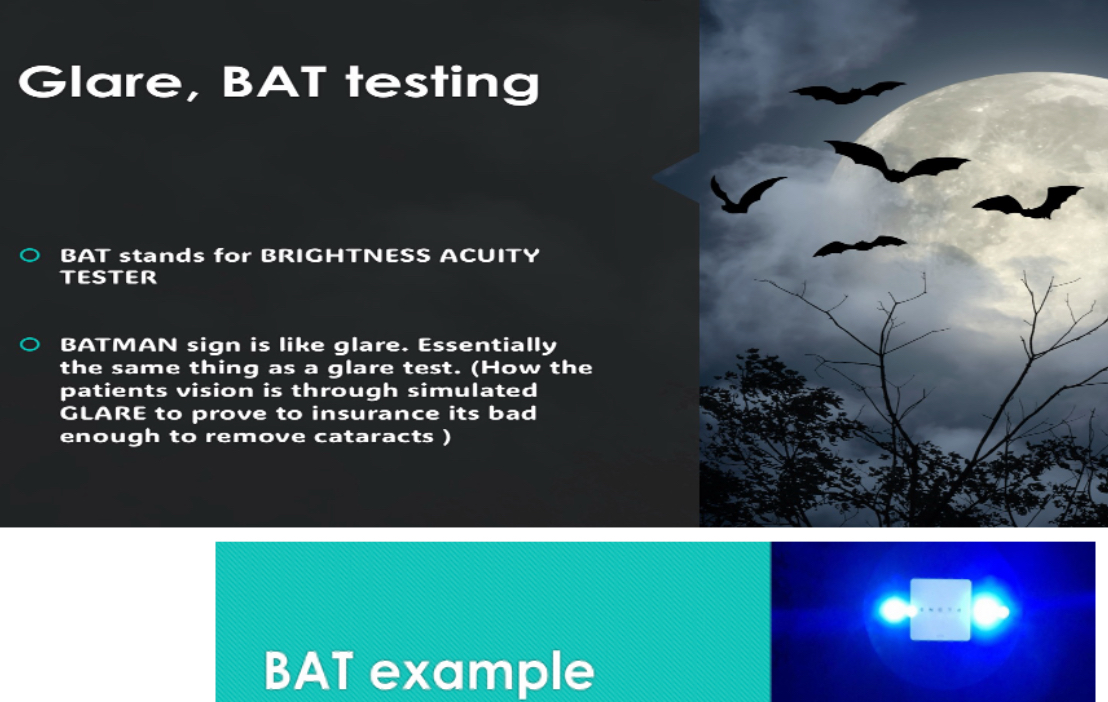 Glare, BAT testing
BAT stands for BRIGHTNESS ACUITY
TESTER
BATMAN sign is like glare. Essentially
the same thing as a glare test. (How the
patients vision is through simulated
GLARE to prove to insurance its bad
enough to remove cataracts )
BAT example